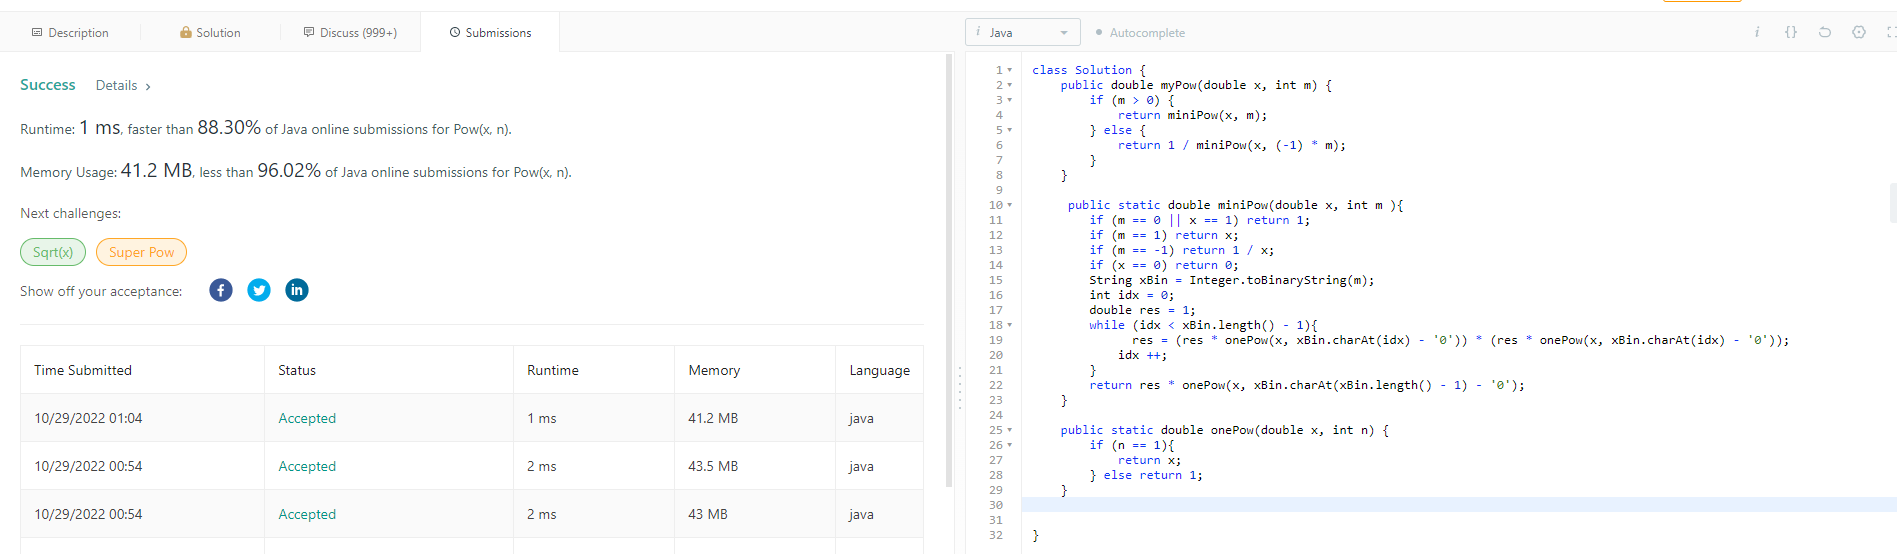 Description Solution Discuss (999+) Submissions
Success Details >
Runtime: 1 ms, faster than 88.30% of Java online submissions for Pow(x, n).
Memory Usage: 41.2 MB, less than 96.02% of Java online submissions for Pow(x, n).
Next challenges:
Sqrt(x) Super Pow
Show off your acceptance:
Time Submitted Status Runtime Memory Language
10/29/2022 01:04 Accepted 1 ms 41.2 MB java
10/29/2022 00:54 Accepted 2 ms 43.5 MB java
10/29/2022 00:54 Accepted 2 ms 43 MB java
i Java Autocomplete
1 class Solution {
2 public double myPow(double x, int m) {
3 if (m > 0) {
4 return miniPow(x, m);
5 } else {
6 return 1 / miniPow(x, (-1) * m);
7 }
8 }
9
10 public static double miniPow(double x, int m ){
11 if (m == 0 || x == 1) return 1;
12 if (m == 1) return x;
13 if (m == -1) return 1 / x;
14 if (x == 0) return 0;
15 String xBin = Integer.toBinaryString(m);
16 int idx = 0;
17 double res = 1;
18 while (idx < xBin.length() - 1){
19 res = (res * onePow(x, xBin.charAt(idx) - '0')) * (res * onePow(x, xBin.charAt(idx) - '0'));
20 idx ++;
21 }
22 return res * onePow(x, xBin.charAt(xBin.length() - 1) - '0');
23 }
24
25 public static double onePow(double x, int n) {
26 if (n == 1){
27 return x;
28 } else return 1;
29 }
30
31
32 }